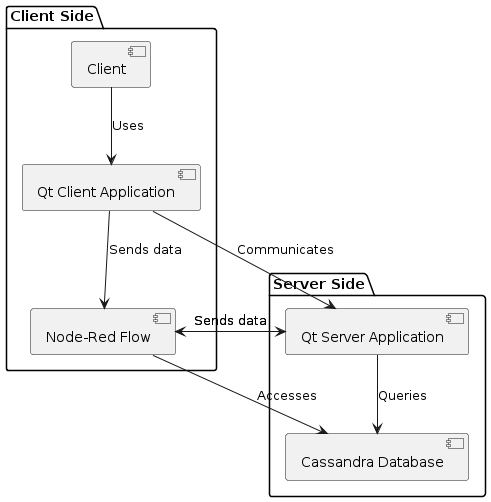 Client Side
Client
Uses
Qt Client Application
Sends data
Communicates
Server Side
Node-Red Flow
Sends data
Qt Server Application
Accesses
Queries
Cassandra Database